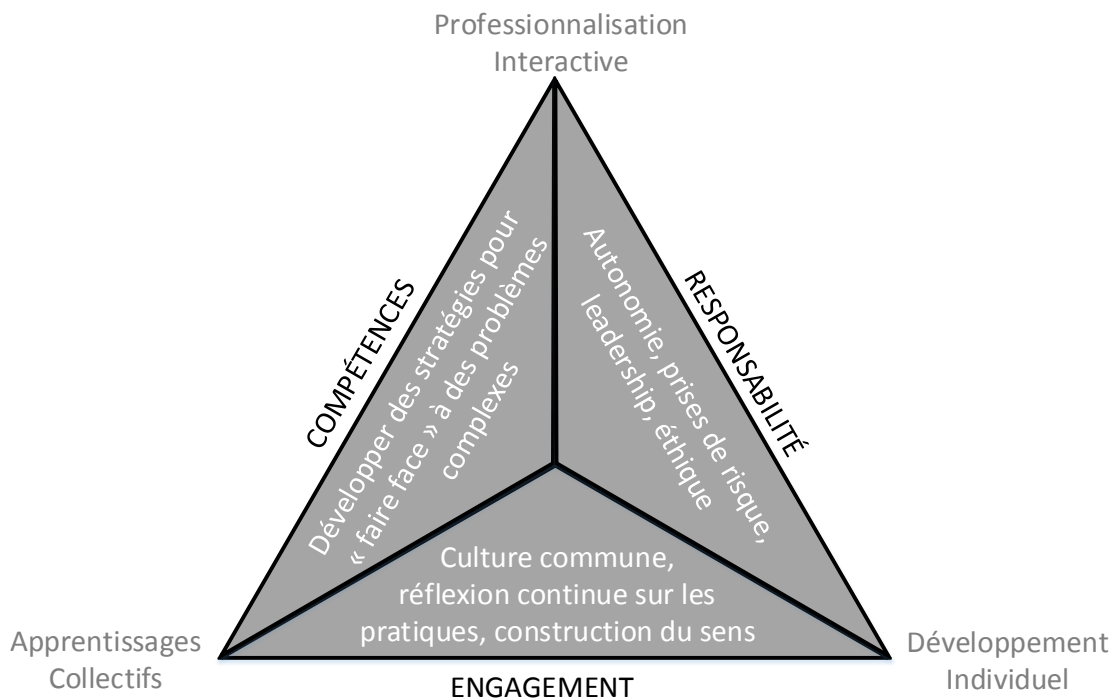 Professionnalisation
Interactive
COMPÉTENCES
Développer des stratégies pour
« faire face » à des problèmes
complexes
Autonomie, prises de risque,
leadership, éthique
RESPONSABILITÉ
Culture commune,
réflexion continue sur les
pratiques, construction du sens
Apprentissages
Collectifs
ENGAGEMENT
Développement
Individuel